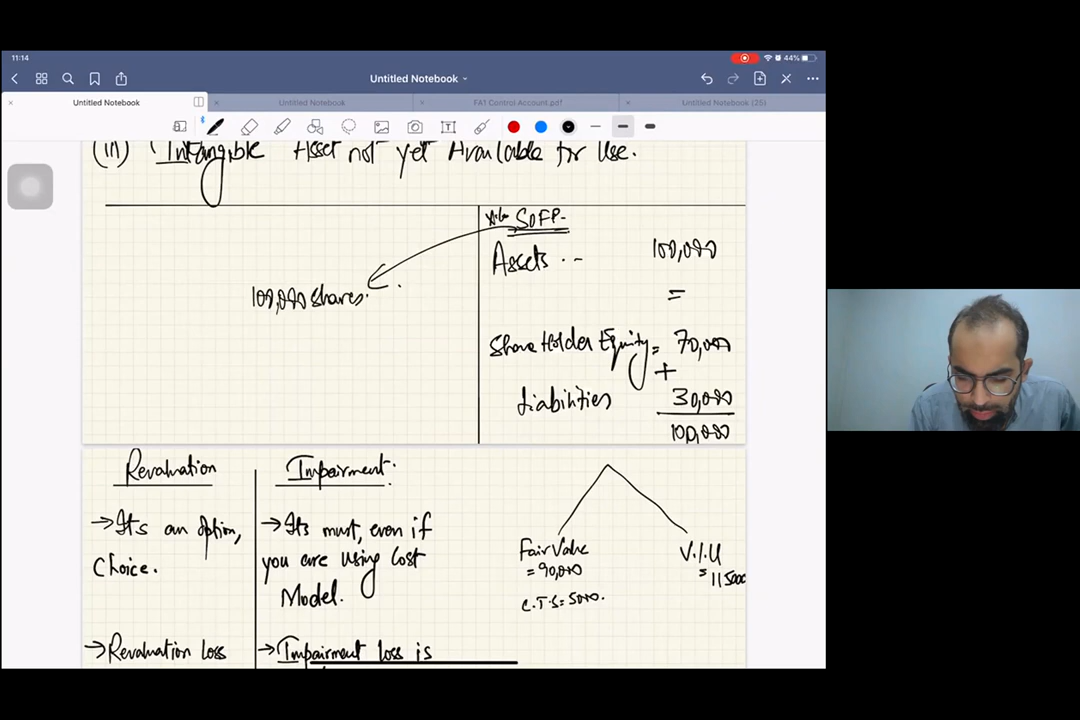 11:14
44%
Untitled Notebook
Untitled Notebook
Untitled Notebook
FA1 Control Account.pdf
Untitled Notebook (25)
(iii) Intangible Asset not yet Available for Use.
SOFP-
Assets .. 100,000
100,000 shares.
=
Share Holder Equity = 70,000
+
Liabilities 30,000
100,000
Revaluation
→ Its an option,
Choice.
→ Revaluation loss
Impairment:
→ Its must, even if
you are using Cost
Model.
→ Impairment loss is
Fair Value
= 90,000
C.T.S = 5000.
V.I.U
= 115000